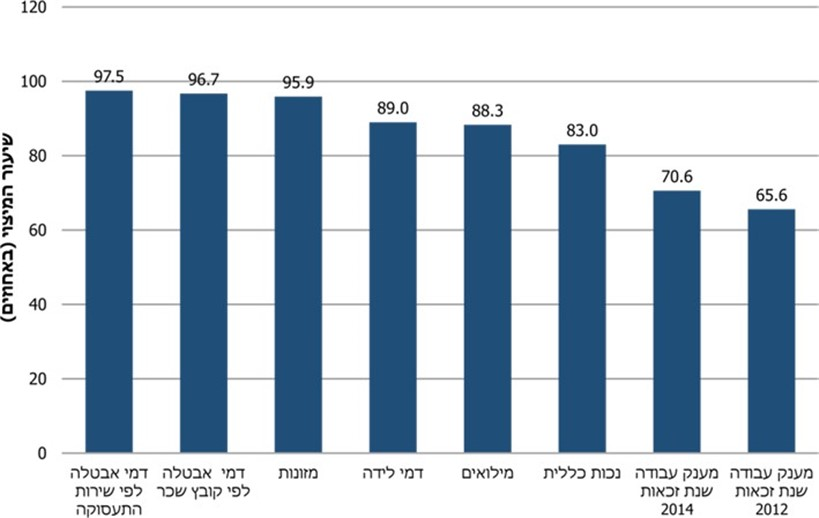 120
100
80
60
40
20
0
שיעור המיצוי (באחוזים)
97.5
96.7
95.9
89.0
88.3
83.0
70.6
65.6
דמי אבטלה
לפי שירות
התעסוקה
דמי אבטלה
לפי קובץ שכר
מזונות
דמי לידה
מילואים
נכות כללית
מענק עבודה
שנת זכאות
2014
מענק עבודה
שנת זכאות
2012